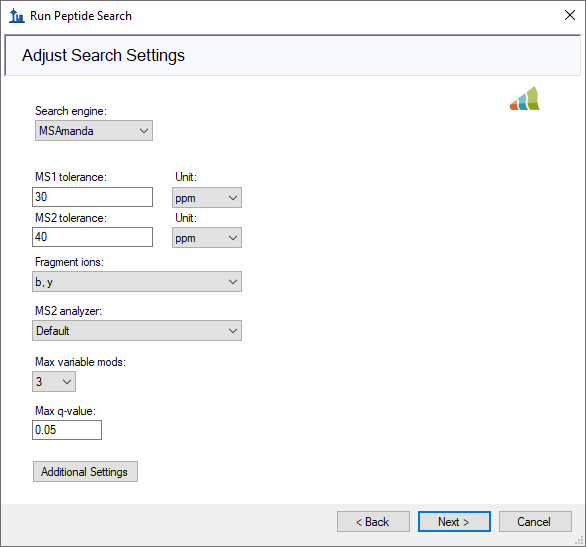 Run Peptide Search
Adjust Search Settings
Search engine:
MSAmanda
MS1 tolerance: Unit:
30 ppm
MS2 tolerance: Unit:
40 ppm
Fragment ions:
b, y
MS2 analyzer:
Default
Max variable mods:
3
Max q-value:
0.05
Additional Settings
< Back Next > Cancel